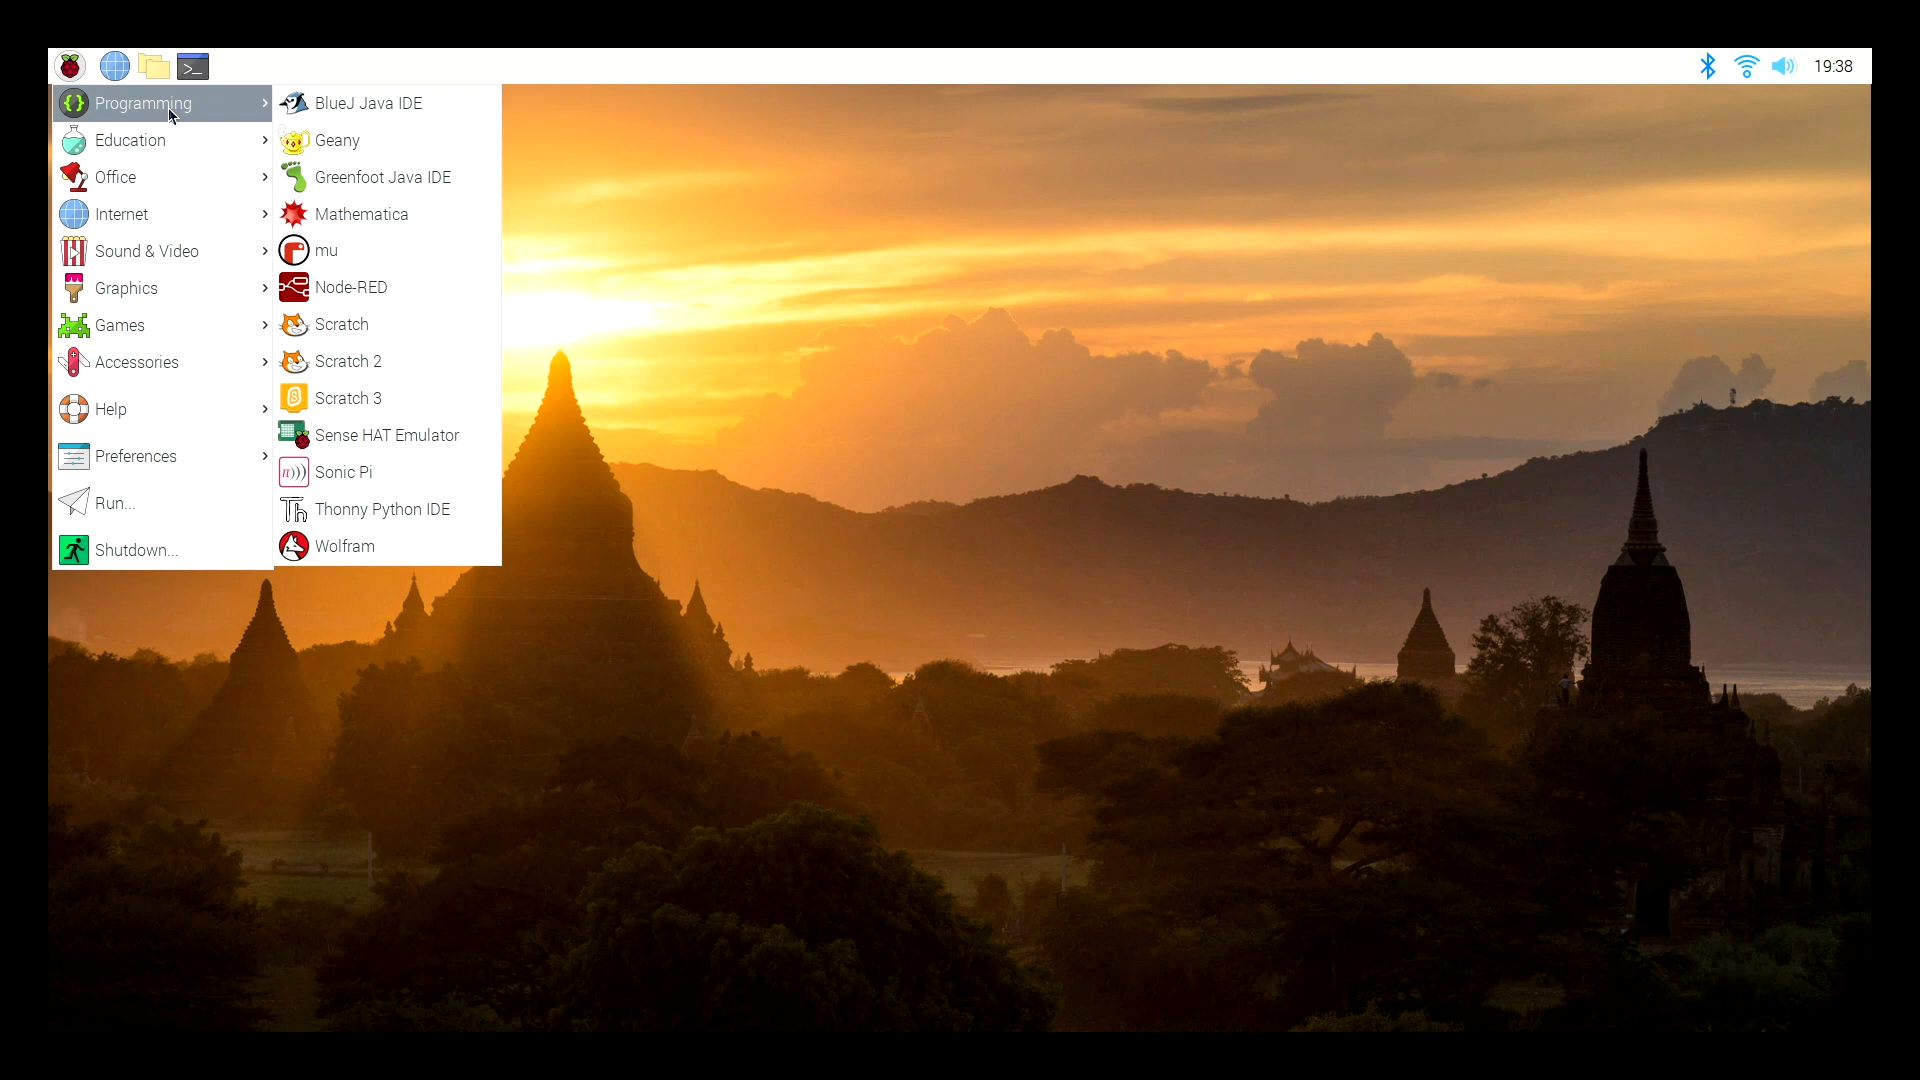 19:38
Programming
Education
Office
Internet
Sound & Video
Graphics
Games
Accessories
Help
Preferences
Run...
Shutdown...
BlueJ Java IDE
Geany
Greenfoot Java IDE
Mathematica
mu
Node-RED
Scratch
Scratch 2
Scratch 3
Sense HAT Emulator
Sonic Pi
Thonny Python IDE
Wolfram